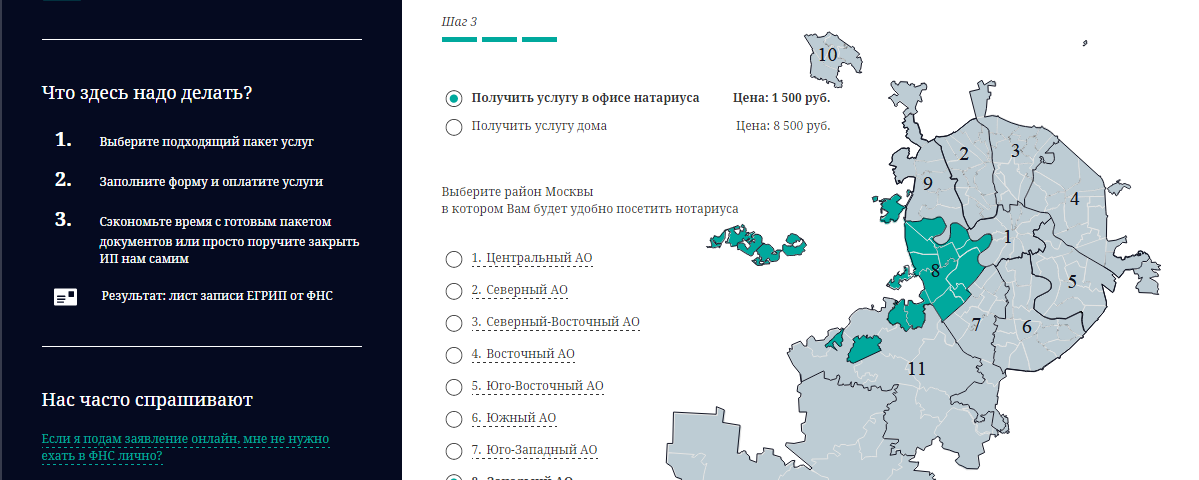 Что здесь надо делать?
1. Выберите подходящий пакет услуг
2. Заполните форму и оплатите услуги
3. Сэкономьте время с готовым пакетом
документов или просто поручите закрыть
ИП нам самим
Результат: лист записи ЕГРИП от ФНС
Нас часто спрашивают
Если я подам заявление онлайн, мне не нужно
ехать в ФНС лично?
Шаг 3
Получить услугу в офисе натариуса Цена: 1 500 руб.
Получить услугу дома Цена: 8 500 руб.
Выберите район Москвы
в котором Вам будет удобно посетить нотариуса
1. Центральный АО
2. Северный АО
3. Северный-Восточный АО
4. Восточный АО
5. Юго-Восточный АО
6. Южный АО
7. Юго-Западный АО
8. Западный АО
10
2
3
9
4
1
8
5
7
6
11